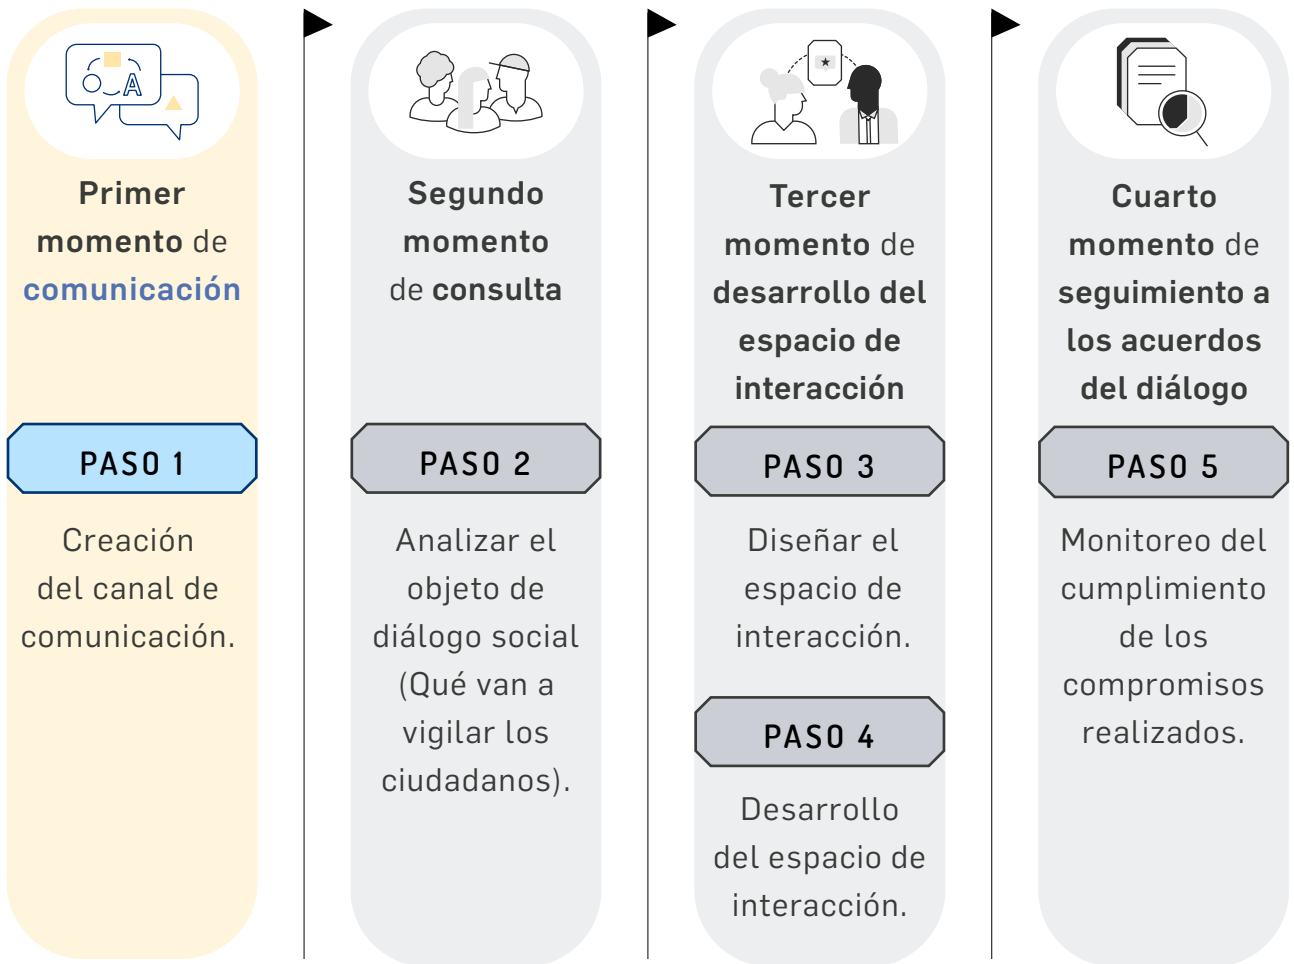 A
Primer
momento de
comunicación
PASO 1
Creación
del canal de
comunicación.
Segundo
momento
de consulta
PASO 2
Analizar el
objeto de
diálogo social
(Qué van a
vigilar los
ciudadanos).
Tercer
momento de
desarrollo del
espacio de
interacción
PASO 3
Diseñar el
espacio de
interacción.
PASO 4
Desarrollo
del espacio de
interacción.
Cuarto
momento de
seguimiento a
los acuerdos
del diálogo
PASO 5
Monitoreo del
cumplimiento
de los
compromisos
realizados.